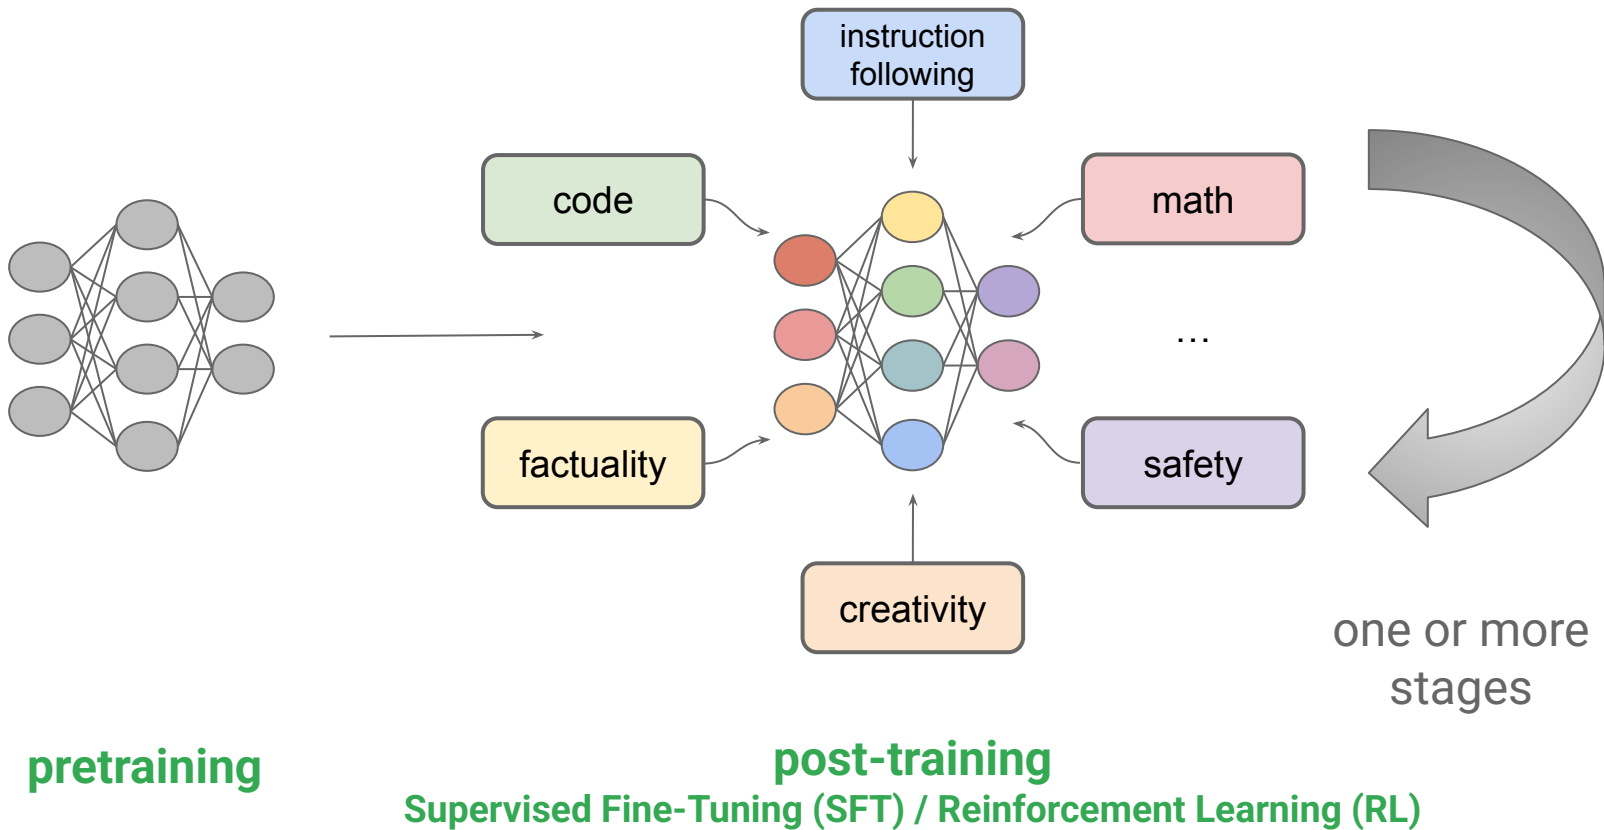 instruction
following
code
math
...
factuality
safety
creativity
one or more
stages
pretraining
post-training
Supervised Fine-Tuning (SFT) / Reinforcement Learning (RL)